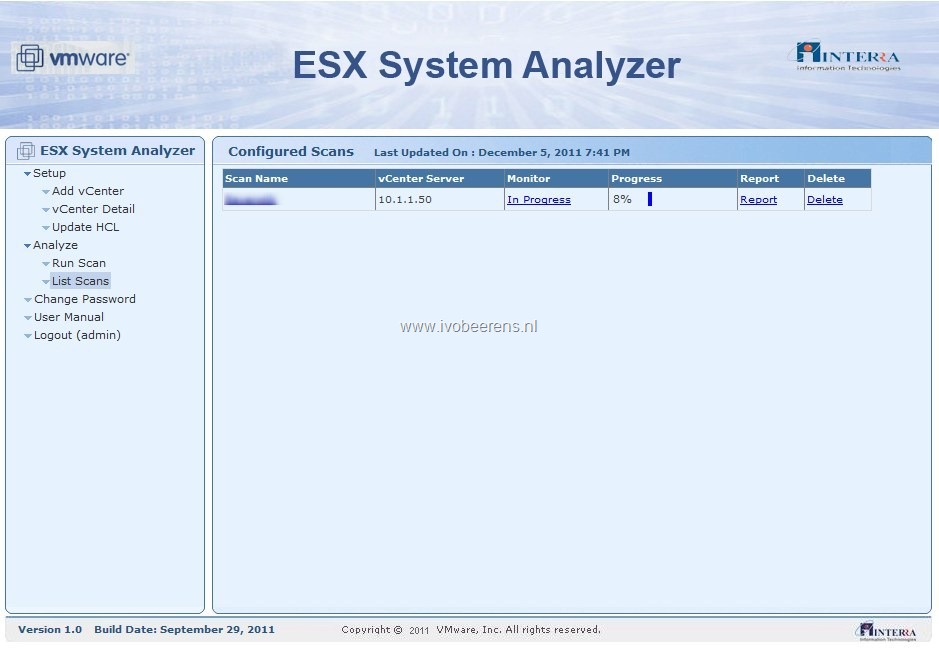 vmware®
ESX System Analyzer
INTERRA
Information Technologies
ESX System Analyzer
Setup
Add vCenter
vCenter Detail
Update HCL
Analyze
Run Scan
List Scans
Change Password
User Manual
Logout (admin)
Configured Scans Last Updated On : December 5, 2011 7:41 PM
Scan Name vCenter Server Monitor Progress Report Delete
10.1.1.50 In Progress 8% Report Delete
www.ivobeerens.nl
Version 1.0 Build Date: September 29, 2011 Copyright © 2011 VMware, Inc. All rights reserved.
INTERRA
Information Technologies